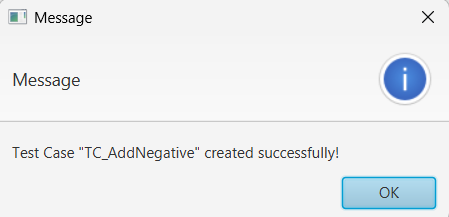 Message
Message
Test Case "TC_AddNegative" created successfully!
OK